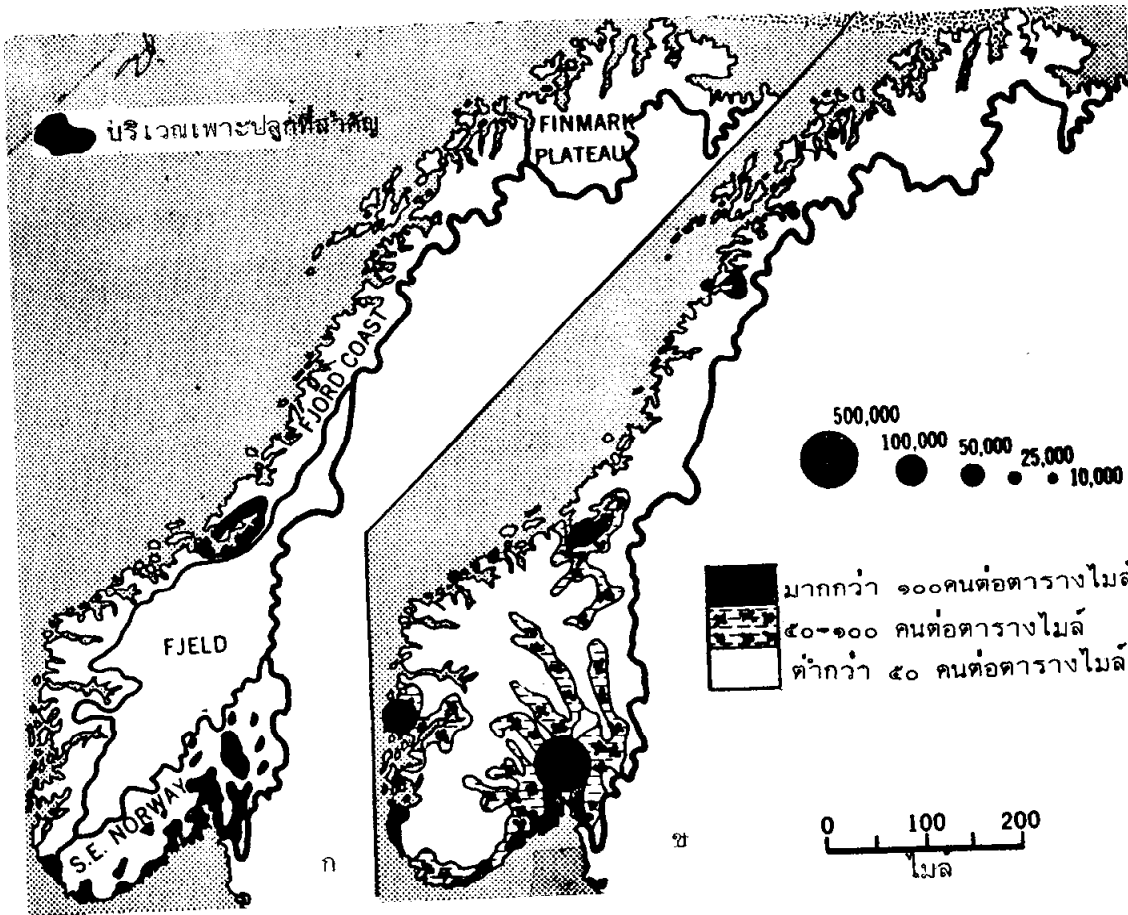 บริเวณเพาะปลูกที่สำคัญ
FINMARK
PLATEAU
FJORD COAST
FJELD
S.E. NORWAY
ก
500,000
100,000
50,000
25,000
10,000
มากกว่า ๑๐๐คนต่อตารางไมล์
๕๐-๑๐๐ คนต่อตารางไมล์
ต่ำกว่า ๕๐ คนต่อตารางไมล์
ข
0 100 200
ไมล์